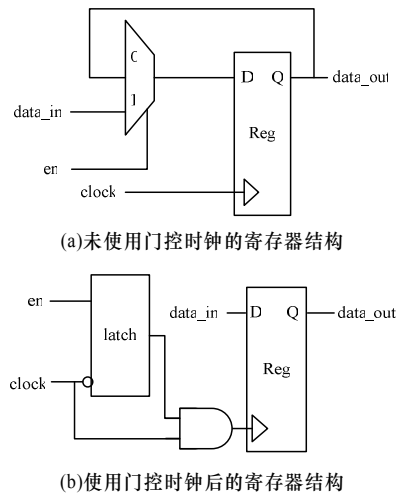 0
D Q
data_out
1
data_in
Reg
en
clock
(a)未使用门控时钟的寄存器结构
en
data_in
D Q
data_out
latch
Reg
clock
(b)使用门控时钟后的寄存器结构